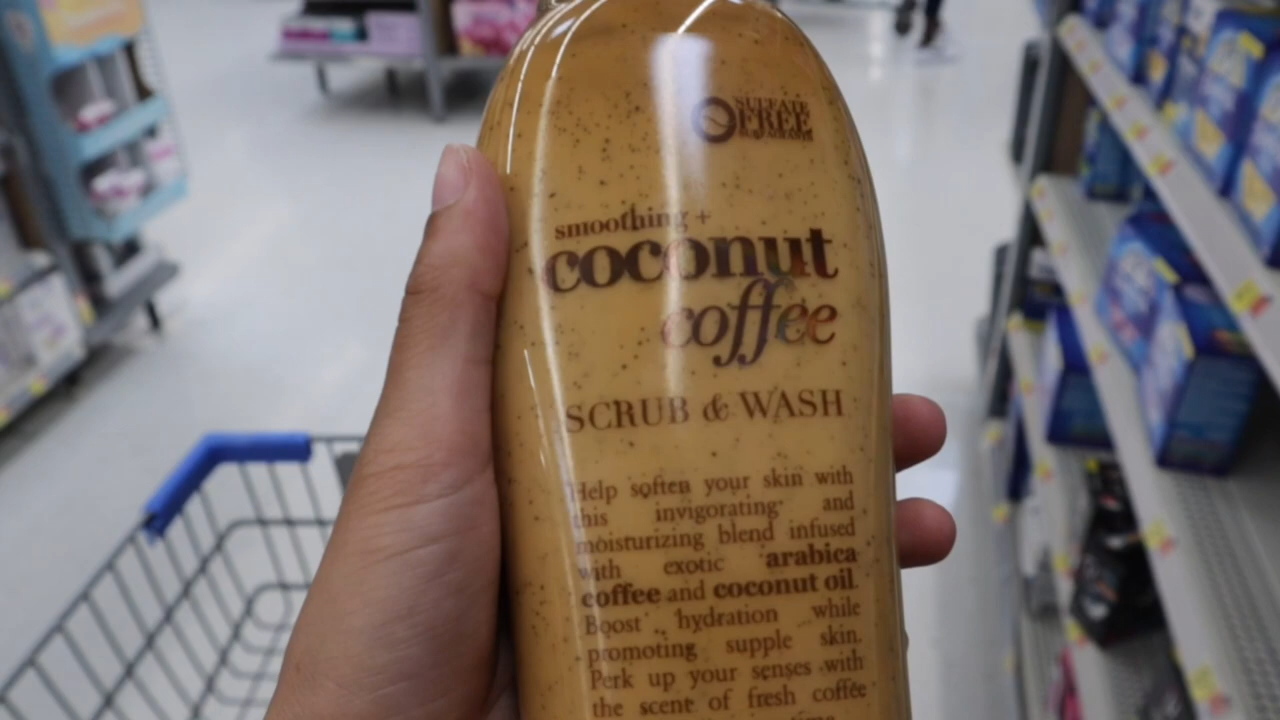 SULFATE
FREE
SURFACTANTS
smoothing +
coconut
coffee
SCRUB & WASH
Help soften your skin with
this invigorating and
moisturizing blend infused
with exotic arabica
coffee and coconut oil.
Boost hydration while
promoting supple skin.
Perk up your senses with
the scent of fresh coffee
time